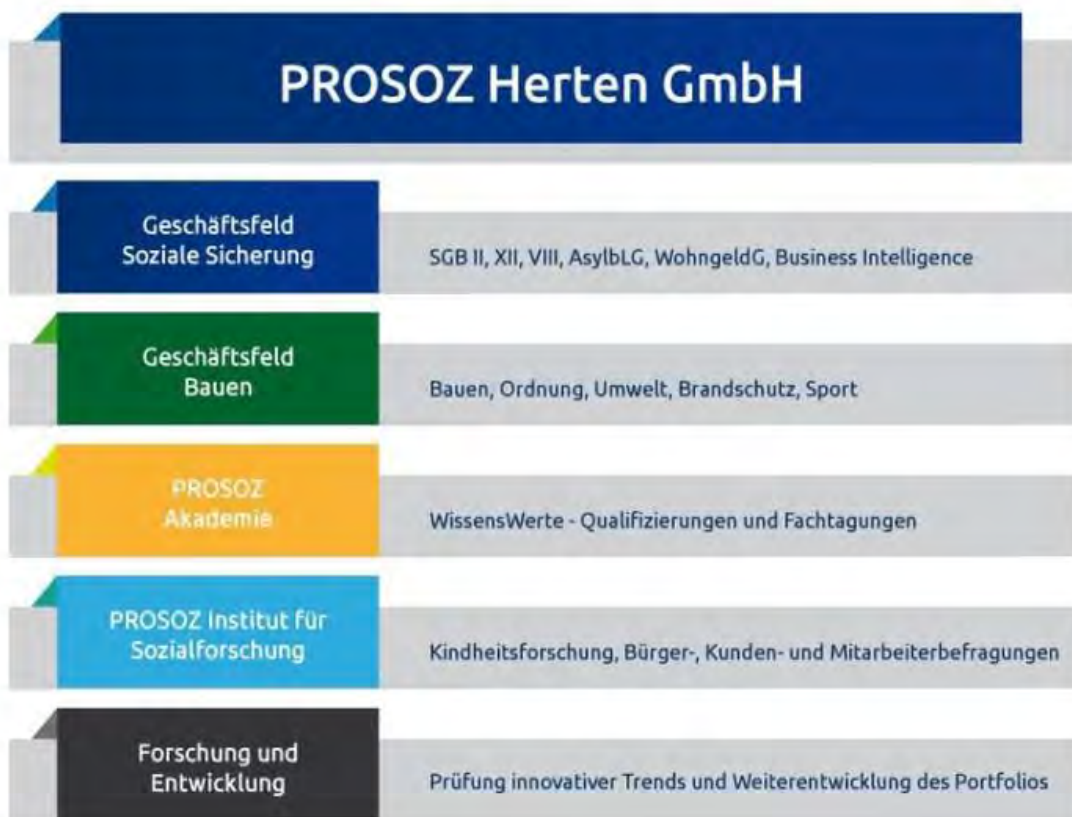 PROSOZ Herten GmbH
Geschäftsfeld
Soziale Sicherung
SGB II, XII, VIII, AsylbLG, WohngeldG, Business Intelligence
Geschäftsfeld
Bauen
Bauen, Ordnung, Umwelt, Brandschutz, Sport
PROSOZ
Akademie
WissensWerte - Qualifizierungen und Fachtagungen
PROSOZ Institut für
Sozialforschung
Kindheitsforschung, Bürger-, Kunden- und Mitarbeiterbefragungen
Forschung und
Entwicklung
Prüfung innovativer Trends und Weiterentwicklung des Portfolios